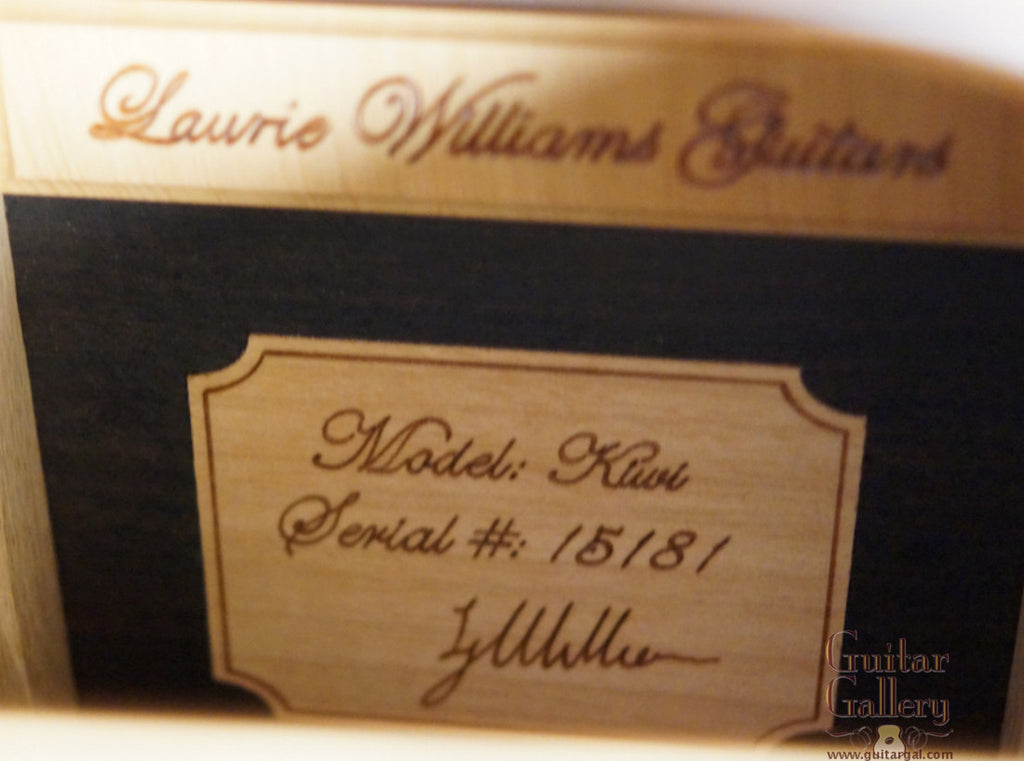 Laurie Williams Guitars
Model: Kiwi
Serial #: 15181
Guitar
Gallery
www.guitargal.com